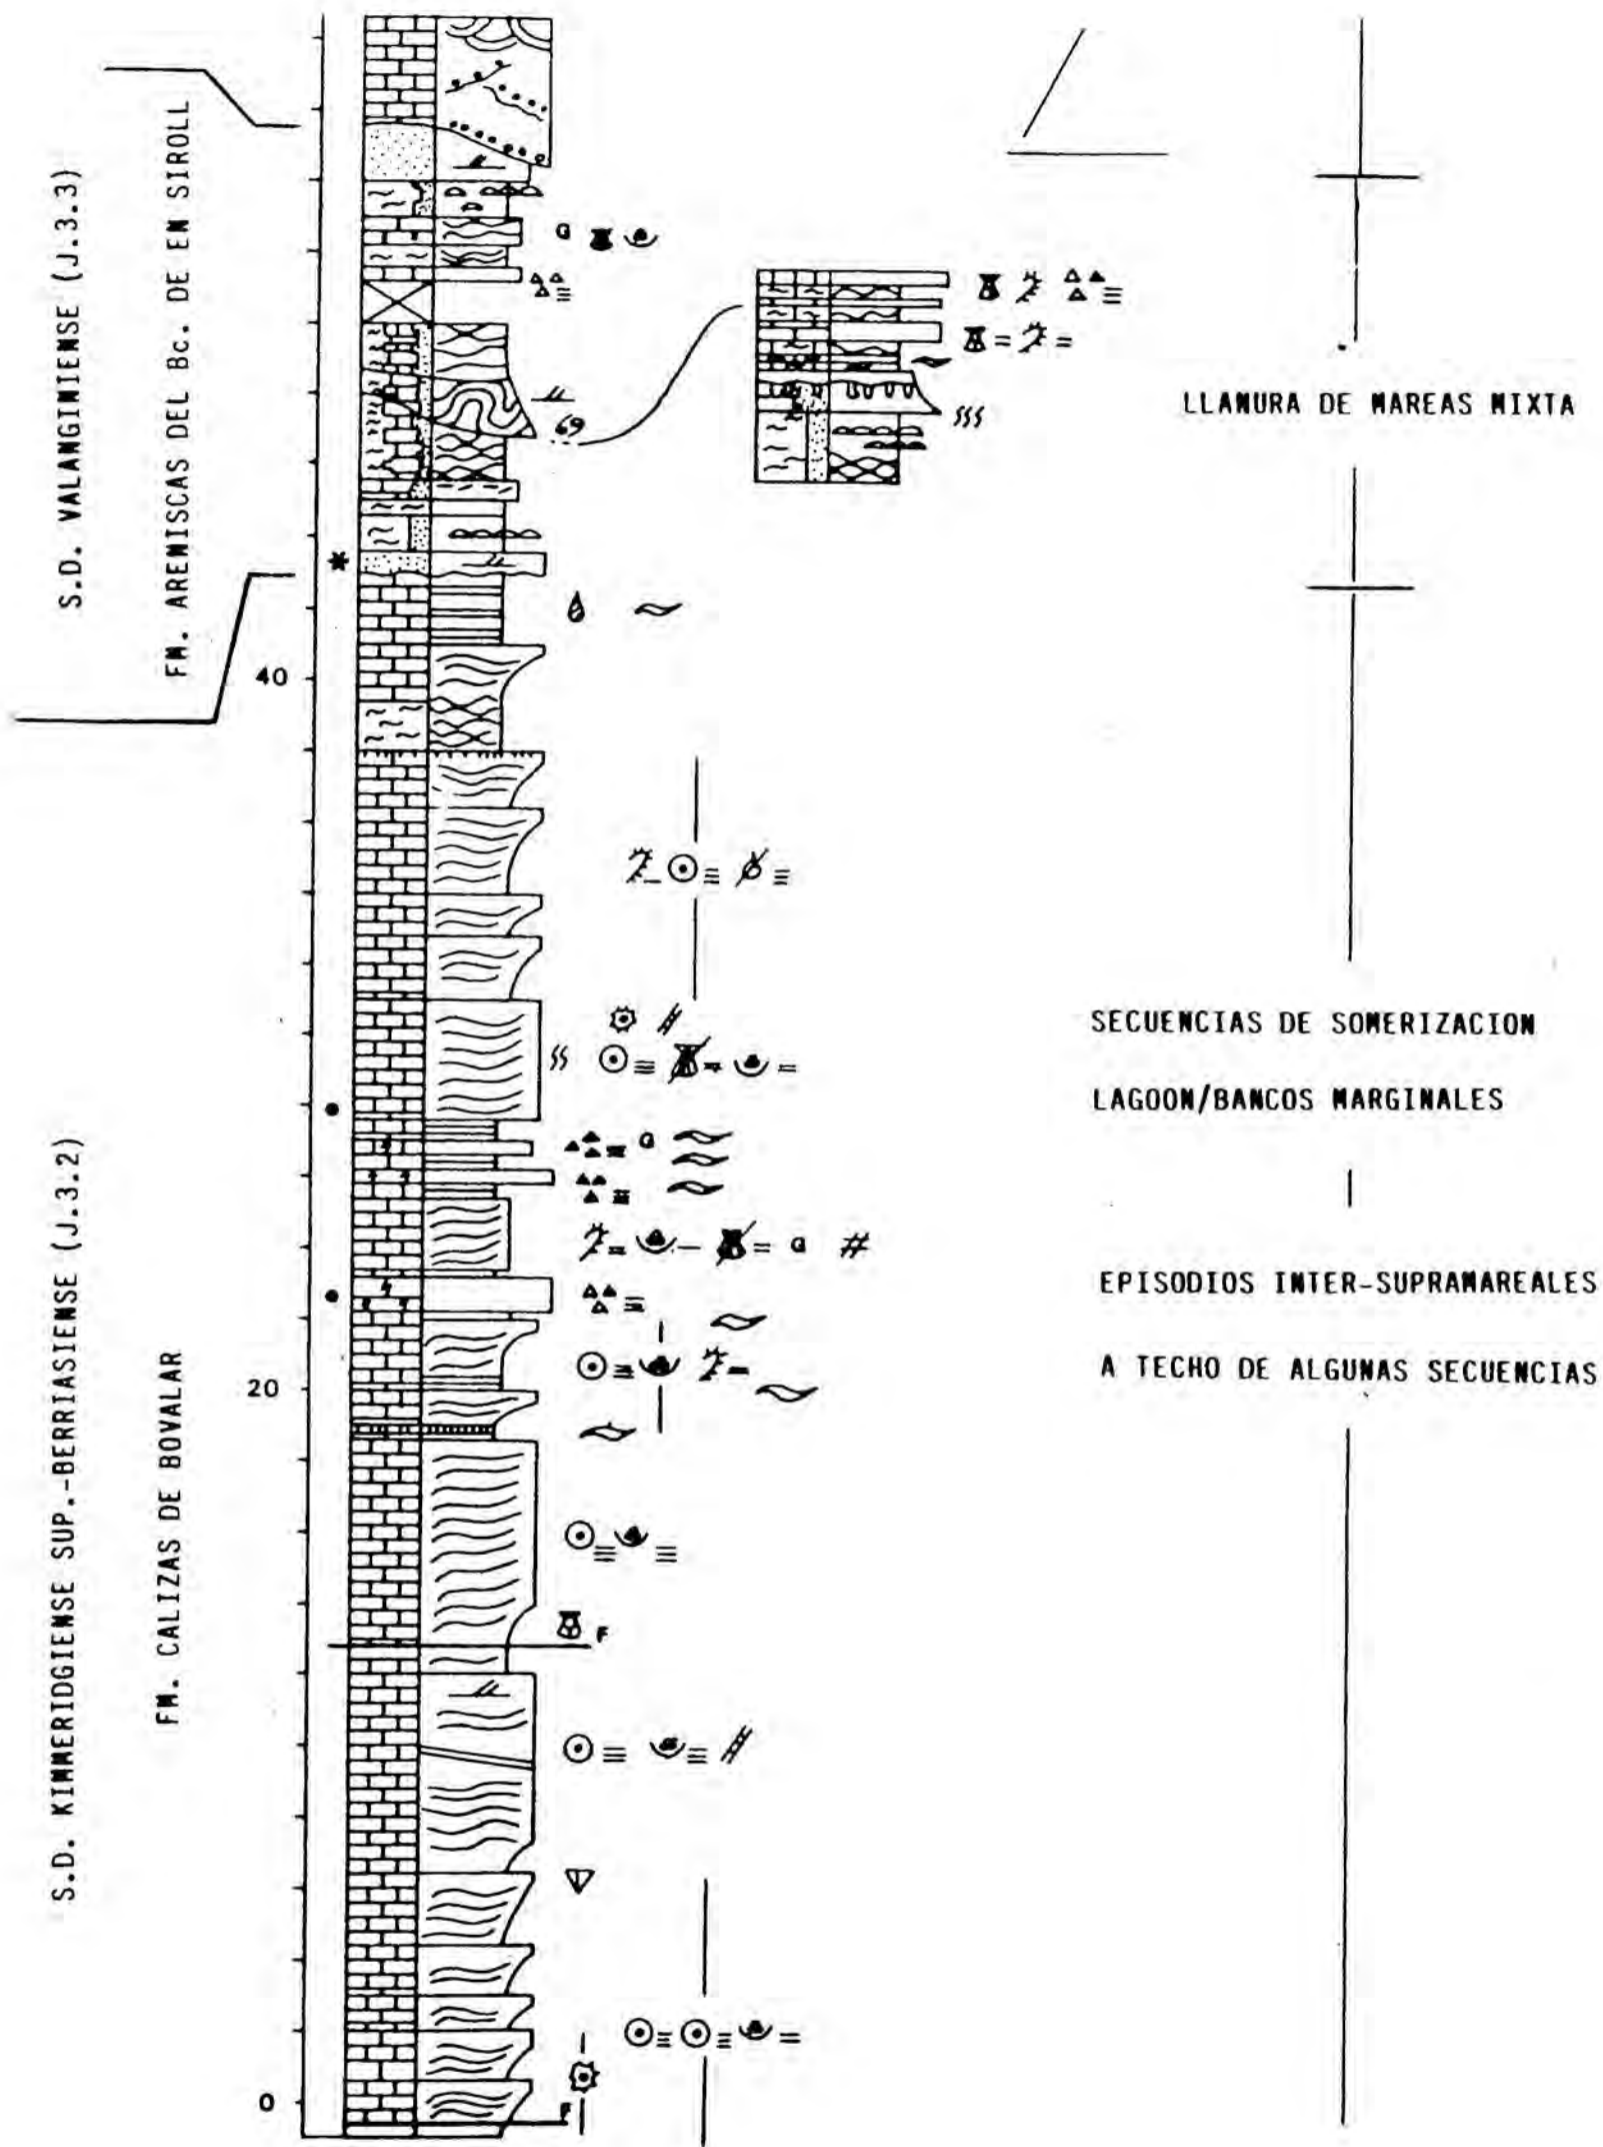 S.D. VALANGINIENSE (J.3.3)
FM. ARENISCAS DEL Bc. DE EN SIROLL
G
69
LLANURA DE MAREAS MIXTA
40
SECUENCIAS DE SOMERIZACION
LAGOON/BANCOS MARGINALES
G
G
EPISODIOS INTER-SUPRAMAREALES
A TECHO DE ALGUNAS SECUENCIAS
20
S.D. KIMMERIDGIENSE SUP.-BERRIASIENSE (J.3.2)
FM. CALIZAS DE BOVALAR
F
0
F